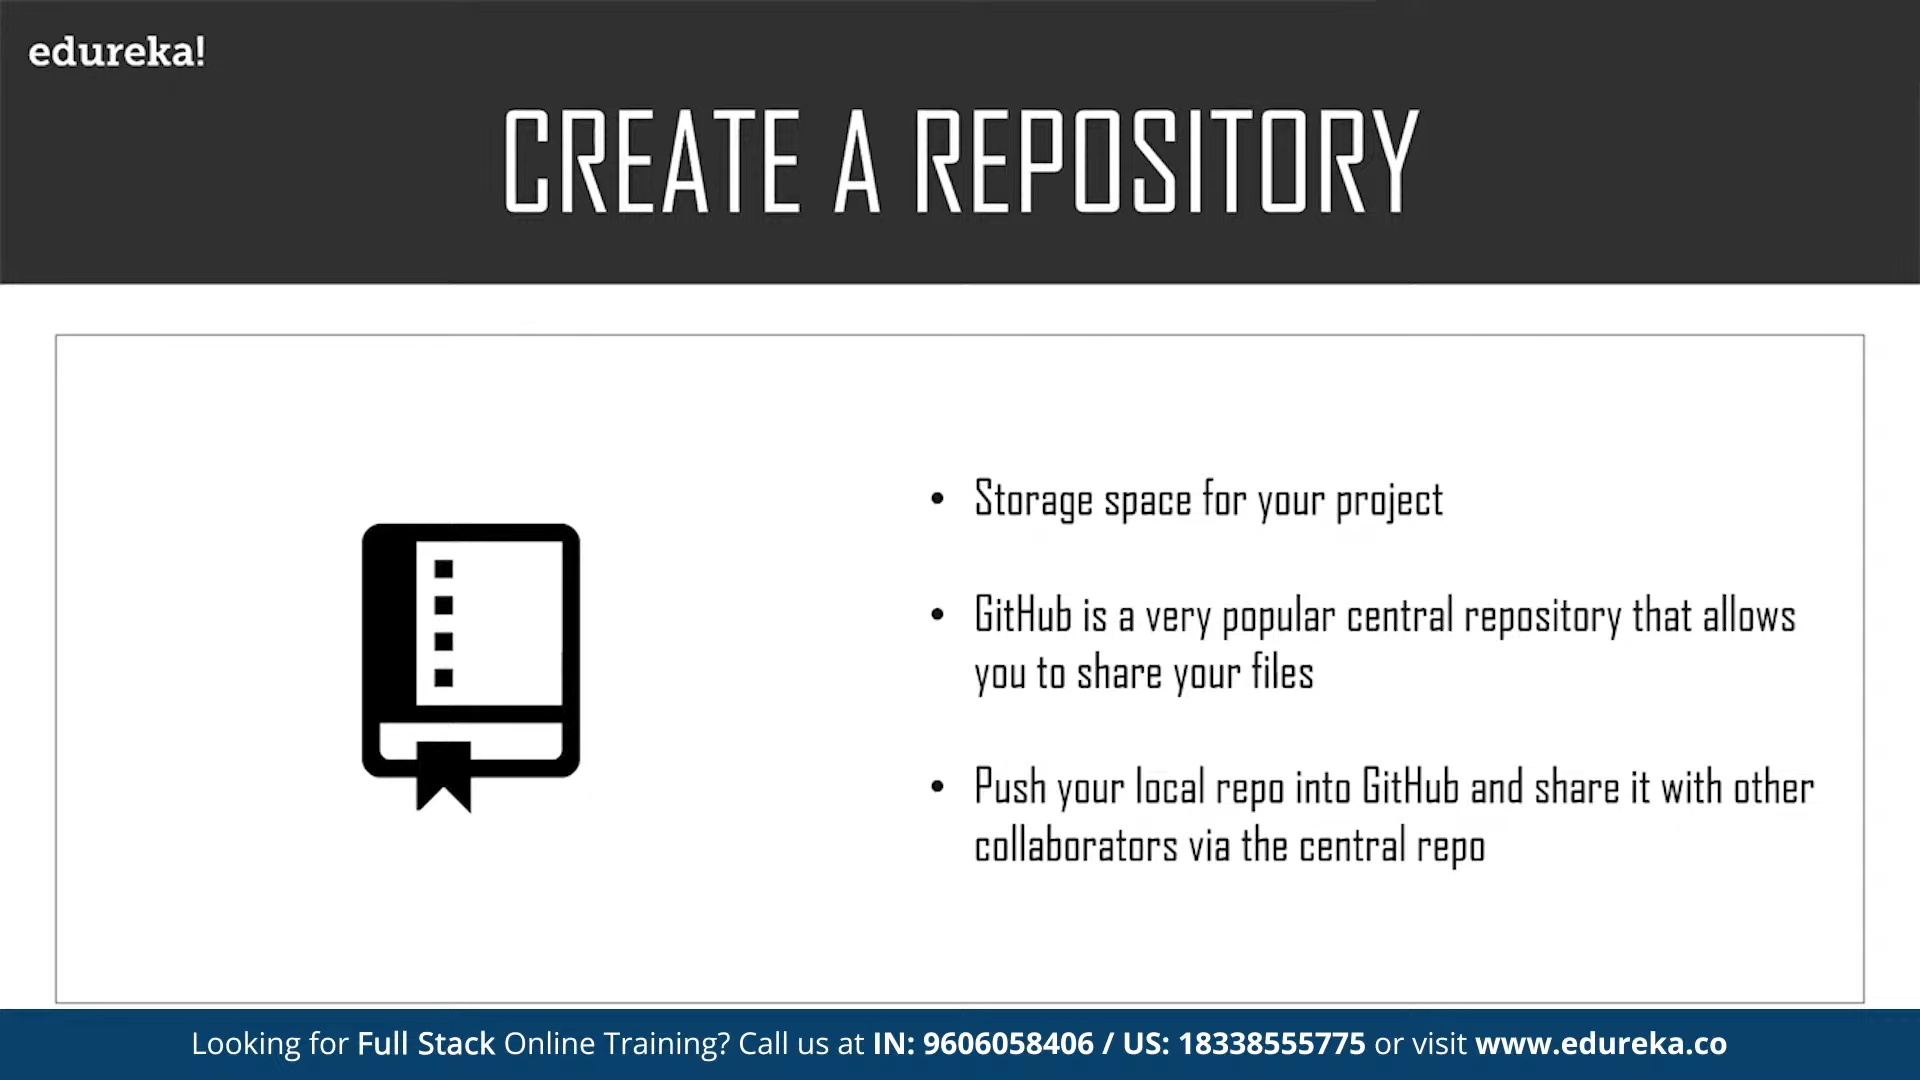 edureka!
CREATE A REPOSITORY
• Storage space for your project
• GitHub is a very popular central repository that allows
you to share your files
• Push your local repo into GitHub and share it with other
collaborators via the central repo
Looking for Full Stack Online Training? Call us at IN: 9606058406 / US: 18338555775 or visit www.edureka.co